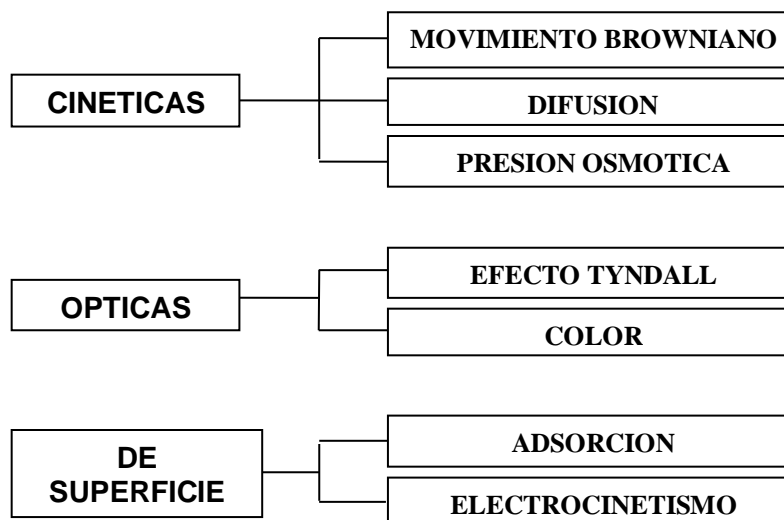 CINETICAS
MOVIMIENTO BROWNIANO
DIFUSION
PRESION OSMOTICA
OPTICAS
EFECTO TYNDALL
COLOR
DE
SUPERFICIE
ADSORCION
ELECTROCINETISMO